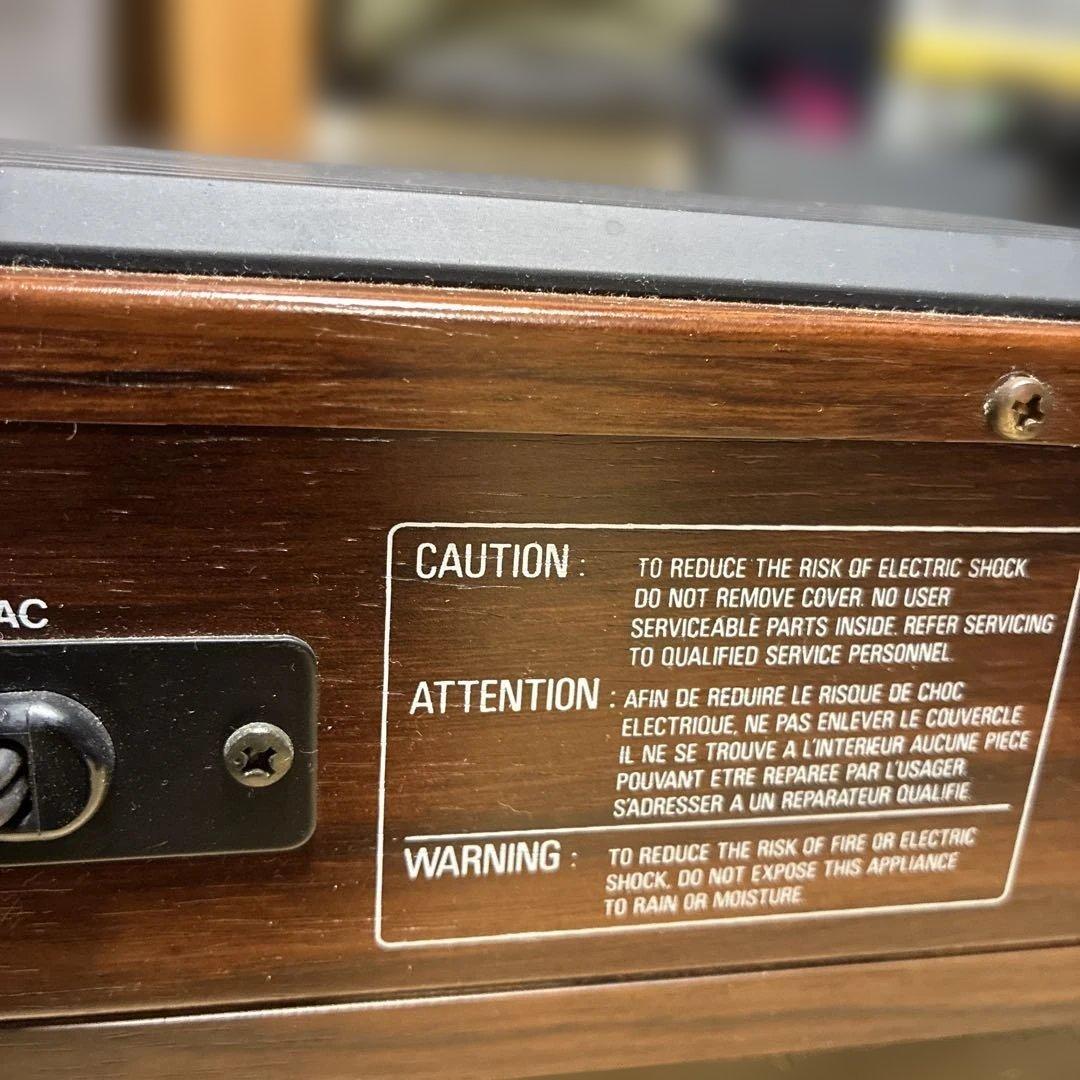 AC
CAUTION : TO REDUCE THE RISK OF ELECTRIC SHOCK
DO NOT REMOVE COVER. NO USER
SERVICEABLE PARTS INSIDE. REFER SERVICING
TO QUALIFIED SERVICE PERSONNEL.
ATTENTION : AFIN DE REDUIRE LE RISQUE DE CHOC
ELECTRIQUE, NE PAS ENLEVER LE COUVERCLE.
IL NE SE TROUVE A L'INTERIEUR AUCUNE PIECE
POUVANT ETRE REPAREE PAR L'USAGER.
S'ADRESSER A UN REPARATEUR QUALIFIE.
WARNING : TO REDUCE THE RISK OF FIRE OR ELECTRIC
SHOCK, DO NOT EXPOSE THIS APPLIANCE
TO RAIN OR MOISTURE.